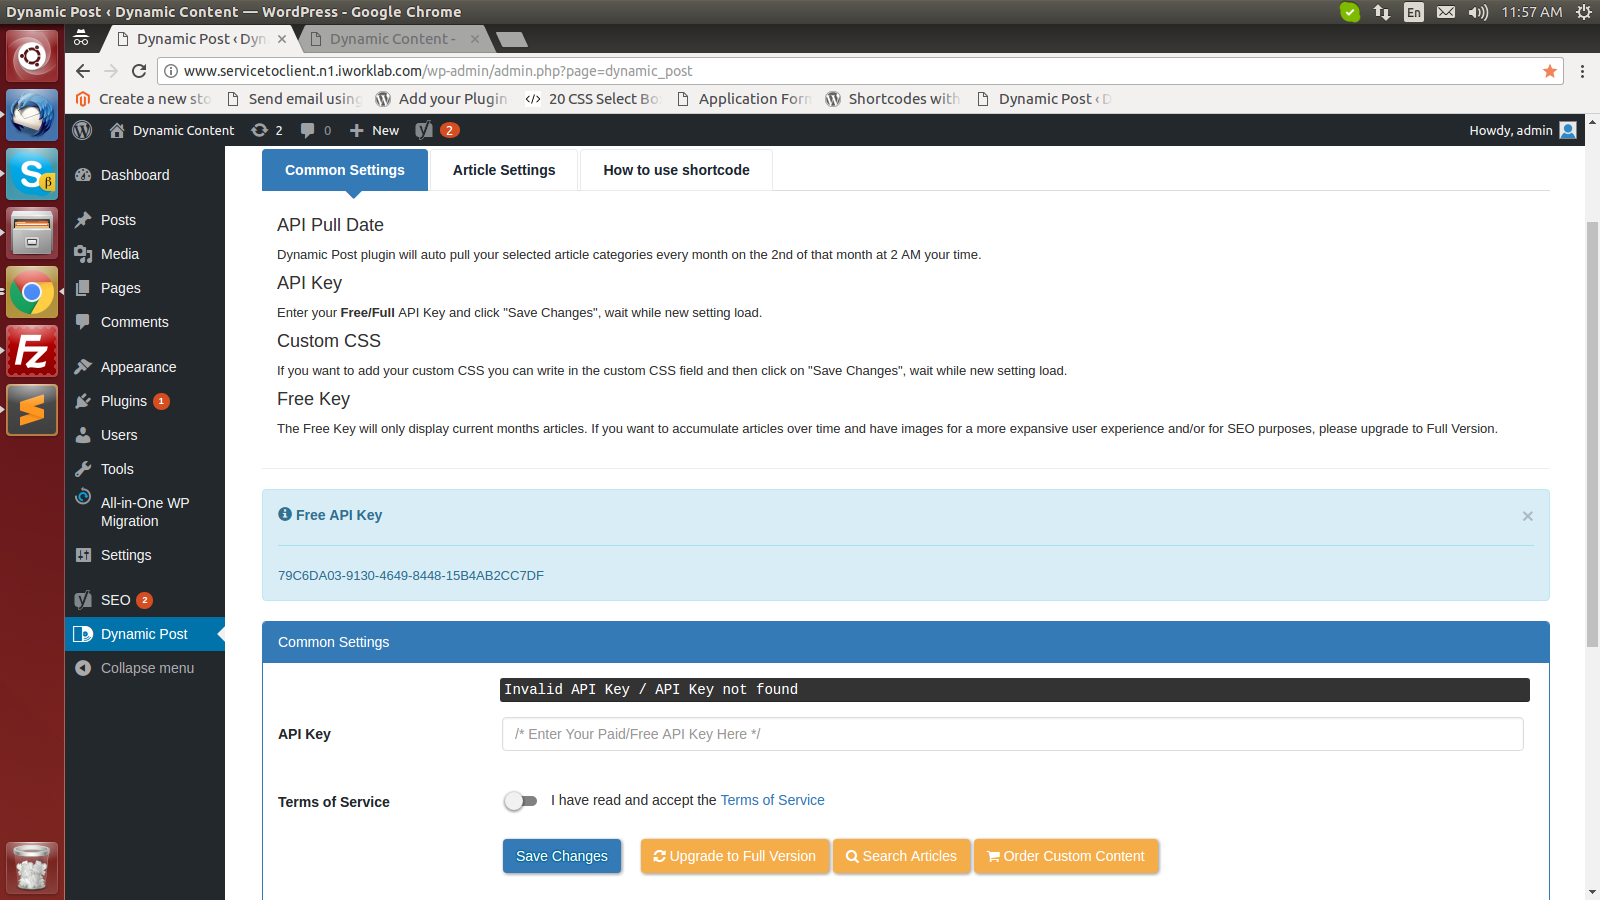 Dynamic Post ‹ Dynamic Content — WordPress - Google Chrome
En
11:57 AM
Dynamic Post ‹ Dyn
Dynamic Content -
www.servicetoclient.n1.iworklab.com/wp-admin/admin.php?page=dynamic_post
Create a new sto
Send email using
Add your Plugin
20 CSS Select Bo
Application Form
Shortcodes with
Dynamic Post ‹ D
Dynamic Content
2
0
New
2
Howdy, admin
Dashboard
Posts
Media
Pages
Comments
Appearance
Plugins 1
Users
Tools
All-in-One WP
Migration
Settings
SEO 2
Dynamic Post
Collapse menu
Common Settings
Article Settings
How to use shortcode
API Pull Date
Dynamic Post plugin will auto pull your selected article categories every month on the 2nd of that month at 2 AM your time.
API Key
Enter your Free/Full API Key and click "Save Changes", wait while new setting load.
Custom CSS
If you want to add your custom CSS you can write in the custom CSS field and then click on "Save Changes", wait while new setting load.
Free Key
The Free Key will only display current months articles. If you want to accumulate articles over time and have images for a more expansive user experience and/or for SEO purposes, please upgrade to Full Version.
Free API Key
×
79C6DA03-9130-4649-8448-15B4AB2CC7DF
Common Settings
Invalid API Key / API Key not found
API Key
/* Enter Your Paid/Free API Key Here */
Terms of Service
I have read and accept the Terms of Service
Save Changes
Upgrade to Full Version
Search Articles
Order Custom Content